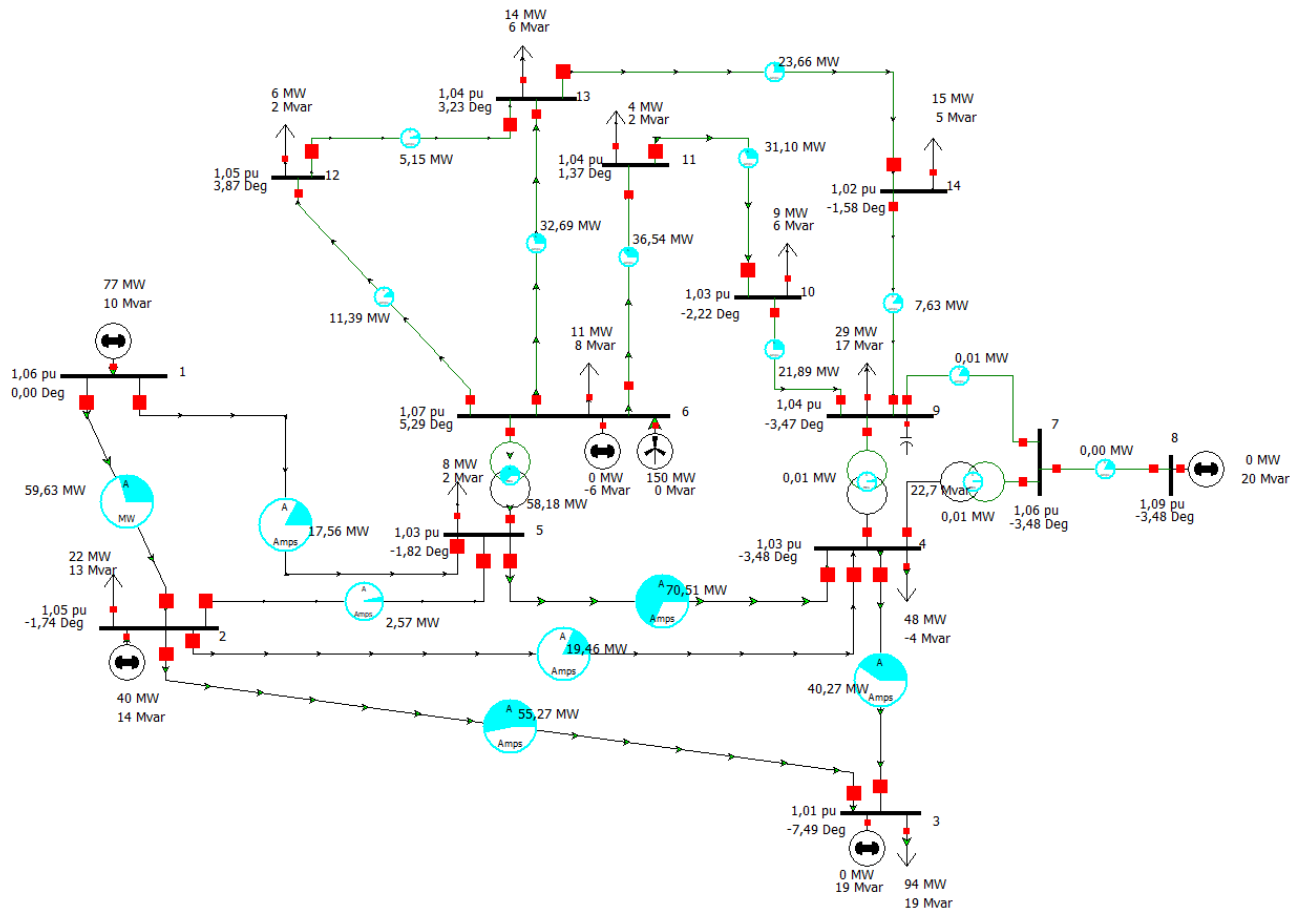 14 MW
6 Mvar
23,66 MW
6 MW
2 Mvar
1,04 pu
3,23 Deg
13
4 MW
2 Mvar
15 MW
5 Mvar
5,15 MW
31,10 MW
1,05 pu
3,87 Deg
12
1,04 pu
1,37 Deg
11
1,02 pu
-1,58 Deg
14
32,69 MW
36,54 MW
9 MW
6 Mvar
77 MW
10 Mvar
11,39 MW
1,03 pu
-2,22 Deg
10
7,63 MW
1,06 pu
0,00 Deg
1
11 MW
8 Mvar
29 MW
17 Mvar
21,89 MW
0,01 MW
1,07 pu
5,29 Deg
6
1,04 pu
-3,47 Deg
9
7
8
0,00 MW
0 MW
20 Mvar
59,63 MW
A
MW
8 MW
2 Mvar
0 MW
-6 Mvar
150 MW
0 Mvar
0,01 MW
22,7 Mvar
0,01 MW
58,18 MW
1,06 pu
-3,48 Deg
1,09 pu
-3,48 Deg
A
17,56 MW
Amps
1,03 pu
-1,82 Deg
5
1,03 pu
-3,48 Deg
4
22 MW
13 Mvar
A
Amps
2,57 MW
A
70,51 MW
Amps
48 MW
-4 Mvar
1,05 pu
-1,74 Deg
2
A
19,46 MW
Amps
40 MW
14 Mvar
A
40,27 MW
Amps
A
55,27 MW
Amps
1,01 pu
-7,49 Deg
3
0 MW
19 Mvar
94 MW
19 Mvar